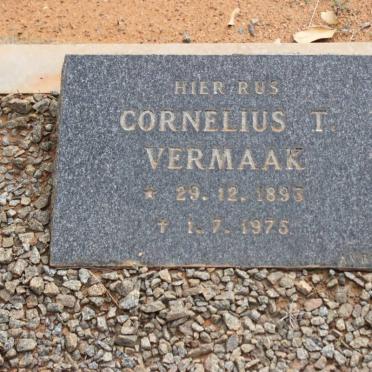 HIER RUS
CORNELIUS T.
VERMAAK
★ 29.12.1893
✝ 1.7.1975